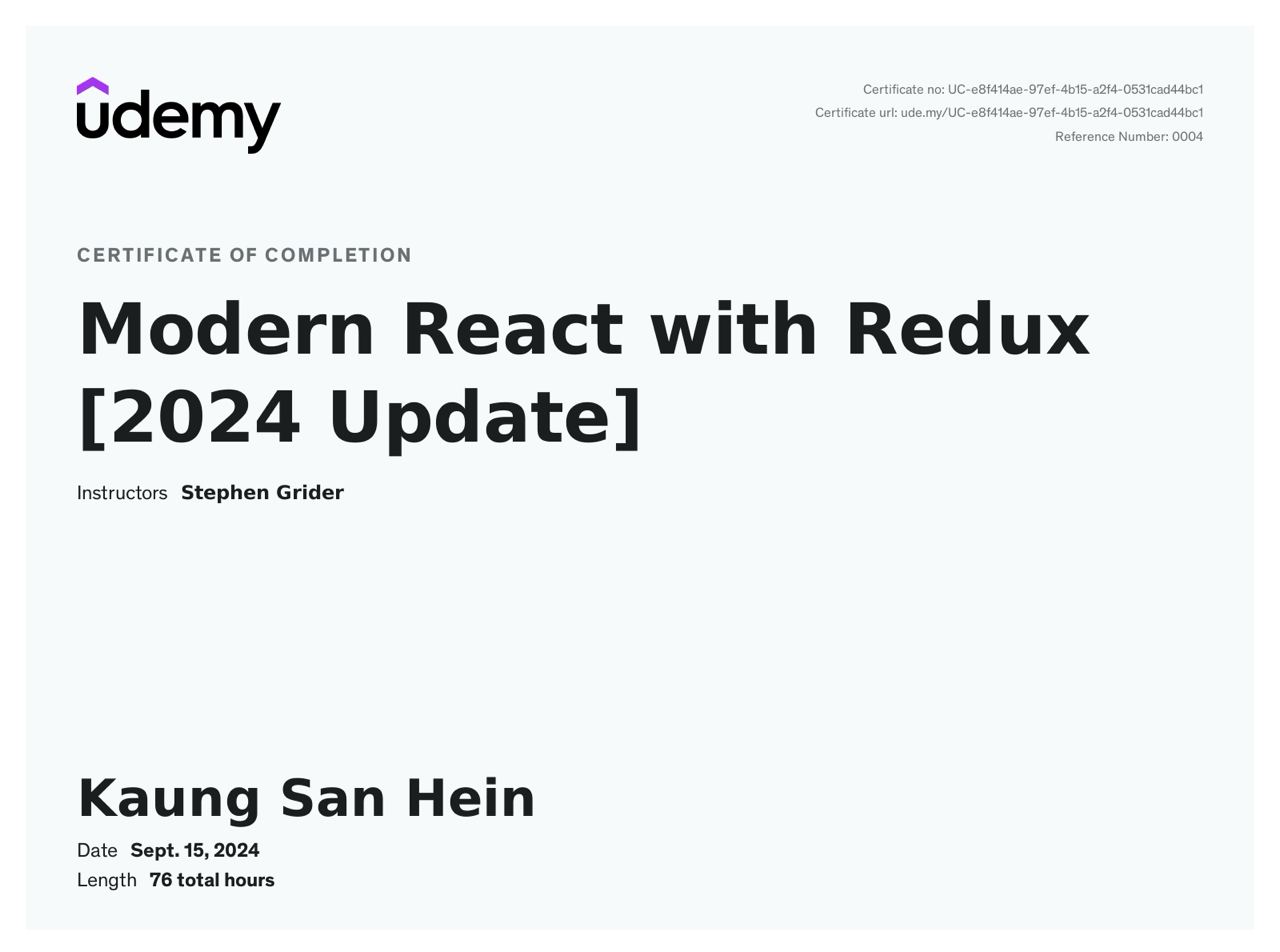 udemy
Certificate no: UC-e8f414ae-97ef-4b15-a2f4-0531cad44bc1
Certificate url: ude.my/UC-e8f414ae-97ef-4b15-a2f4-0531cad44bc1
Reference Number: 0004
CERTIFICATE OF COMPLETION
Modern React with Redux
[2024 Update]
Instructors Stephen Grider
Kaung San Hein
Date Sept. 15, 2024
Length 76 total hours